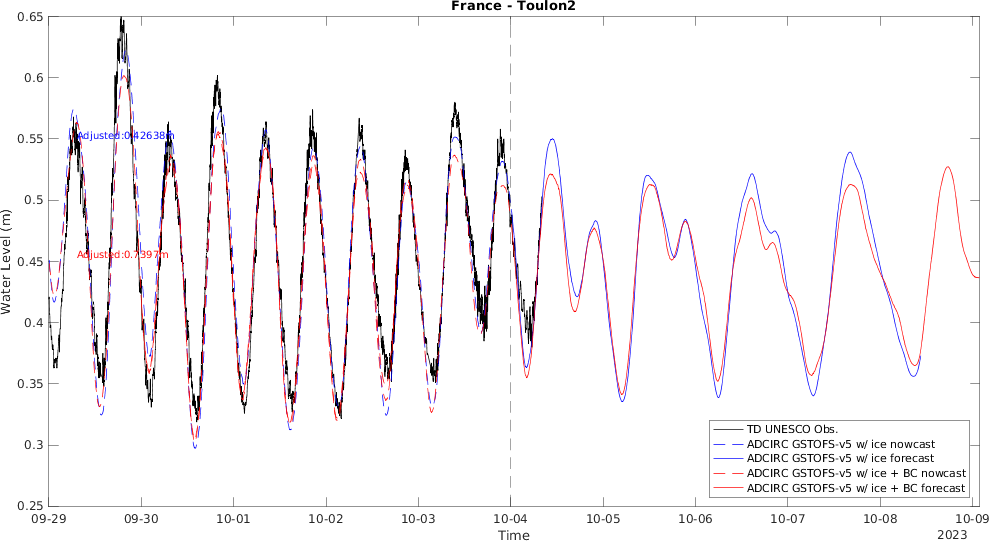 France - Toulon2
0.65
0.6
0.55
0.5
0.45
0.4
0.35
0.3
0.25
Water Level (m)
Adjusted:0.42638m
Adjusted:0.7397m
TD UNESCO Obs.
ADCIRC GSTOFS-v5 w/ ice nowcast
ADCIRC GSTOFS-v5 w/ ice forecast
ADCIRC GSTOFS-v5 w/ ice + BC nowcast
ADCIRC GSTOFS-v5 w/ ice + BC forecast
09-29 09-30 10-01 10-02 10-03 10-04 10-05 10-06 10-07 10-08 10-09
Time
2023